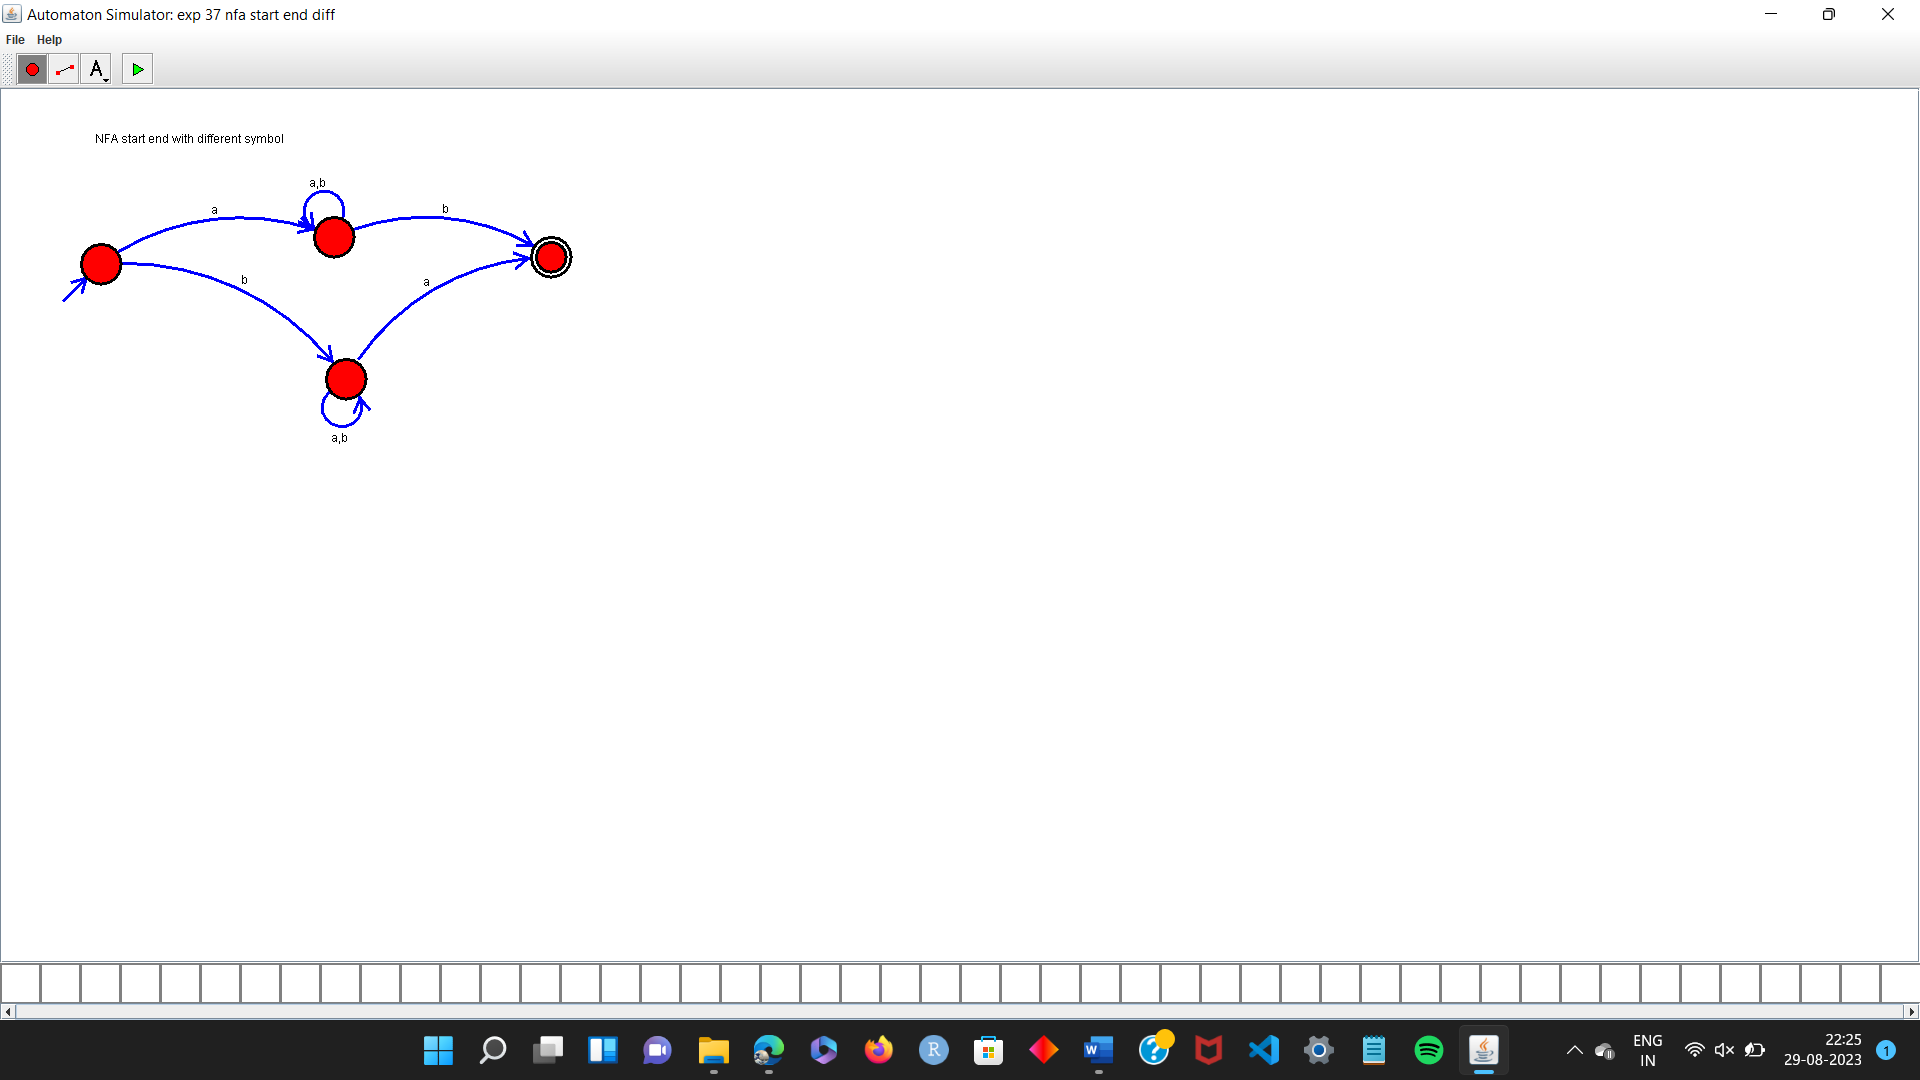 Automaton Simulator: exp 37 nfa start end diff
File Help
A
NFA start end with different symbol
a,b
a
b
b
a
a,b
R
W
?
ENG
IN
22:25
29-08-2023
1